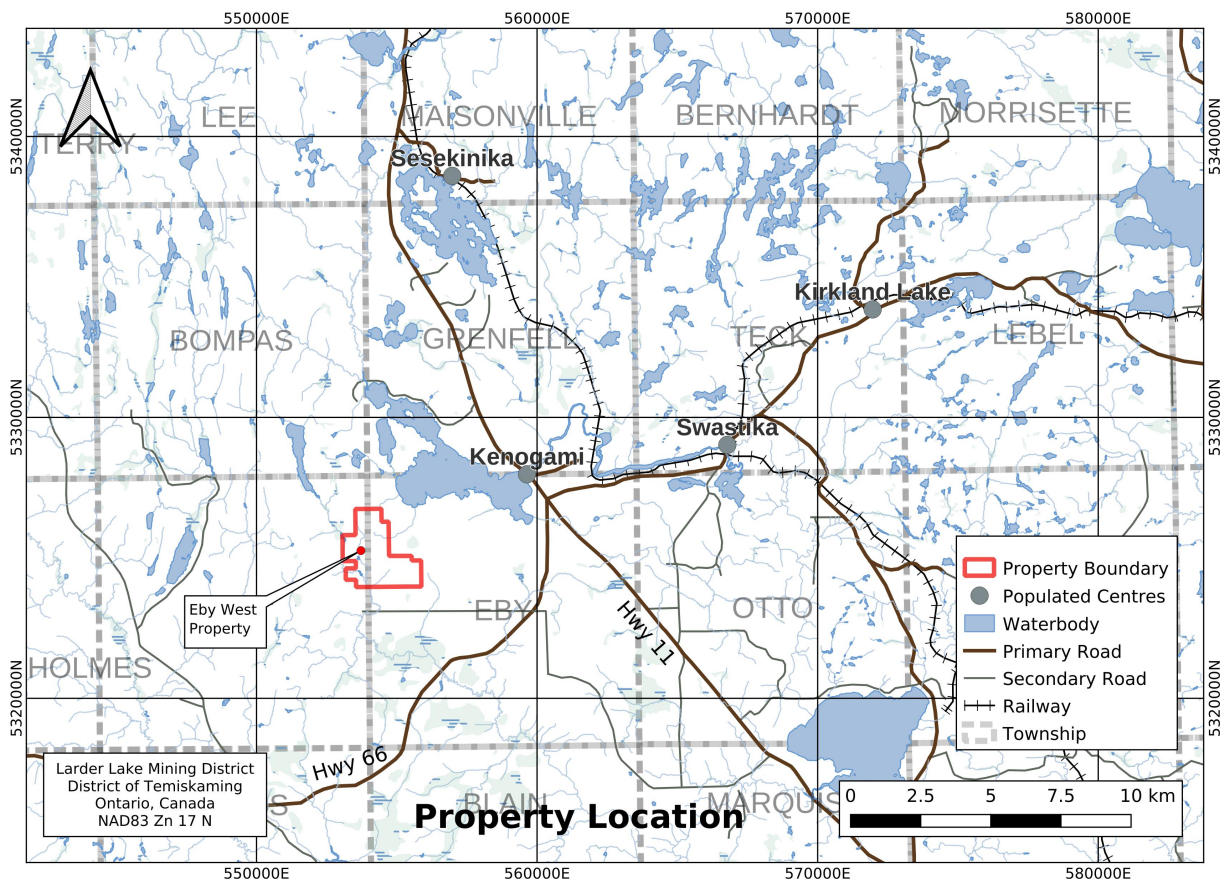 550000E
560000E
570000E
580000E
LEE
MAISONVILLE
BERNHARDT
MORRISETTE
5340000N
5340000N
TERRY
Sesekinika
Kirkland Lake
BOMPAS
GRENFELL
TECK
LEBEL
5330000N
5330000N
Swastika
Kenogami
Eby West
Property
EBY
OTTO
Hwy 11
HOLMES
Property Boundary
Populated Centres
Waterbody
Primary Road
Secondary Road
Railway
Township
5320000N
5320000N
Hwy 66
Larder Lake Mining District
District of Temiskaming
Ontario, Canada
NAD83 Zn 17 N
S
BLAIN
MARQUIS
Property Location
0 2.5 5 7.5 10 km
550000E
560000E
570000E
580000E